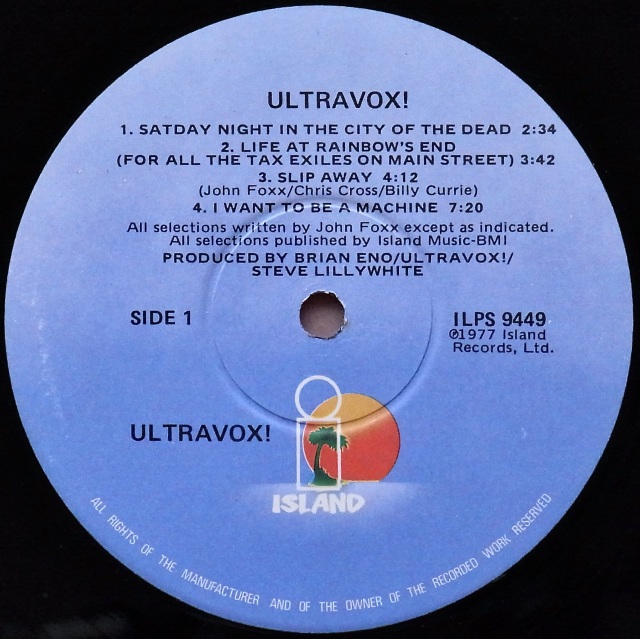 ULTRAVOX!
1. SATDAY NIGHT IN THE CITY OF THE DEAD 2:34
2. LIFE AT RAINBOW'S END
(FOR ALL THE TAX EXILES ON MAIN STREET) 3:42
3. SLIP AWAY 4:12
(John Foxx/Chris Cross/Billy Currie)
4. I WANT TO BE A MACHINE 7:20
All selections written by John Foxx except as indicated.
All selections published by Island Music-BMI
PRODUCED BY BRIAN ENO/ULTRAVOX!/
STEVE LILLYWHITE
SIDE 1
ILPS 9449
℗1977 Island
Records, Ltd.
ULTRAVOX!
ISLAND
ALL RIGHTS OF THE MANUFACTURER AND OF THE OWNER OF THE RECORDED WORK RESERVED